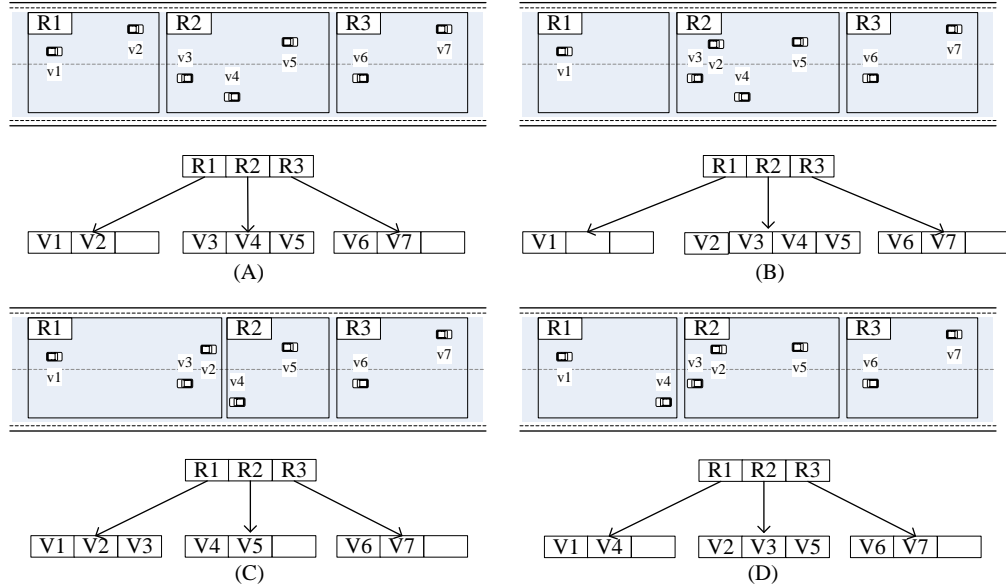 R1 R2 R3
v1 v2 v3 v4 v5 v6 v7
R1 R2 R3
V1 V2 V3 V4 V5 V6 V7
(A)
R1 R2 R3
v1 v3 v2 v4 v5 v6 v7
R1 R2 R3
V1 V2 V3 V4 V5 V6 V7
(B)
R1 R2 R3
v1 v3 v2 v4 v5 v6 v7
R1 R2 R3
V1 V2 V3 V4 V5 V6 V7
(C)
R1 R2 R3
v1 v4 v3 v2 v5 v6 v7
R1 R2 R3
V1 V4 V2 V3 V5 V6 V7
(D)